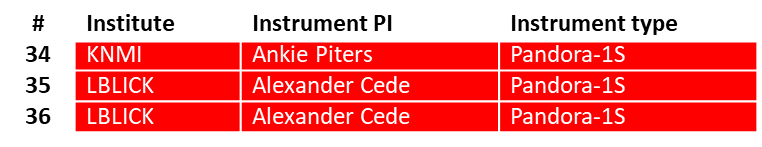 # Institute Instrument PI Instrument type
34 KNMI Ankie Piters Pandora-1S
35 LBLICK Alexander Cede Pandora-1S
36 LBLICK Alexander Cede Pandora-1S